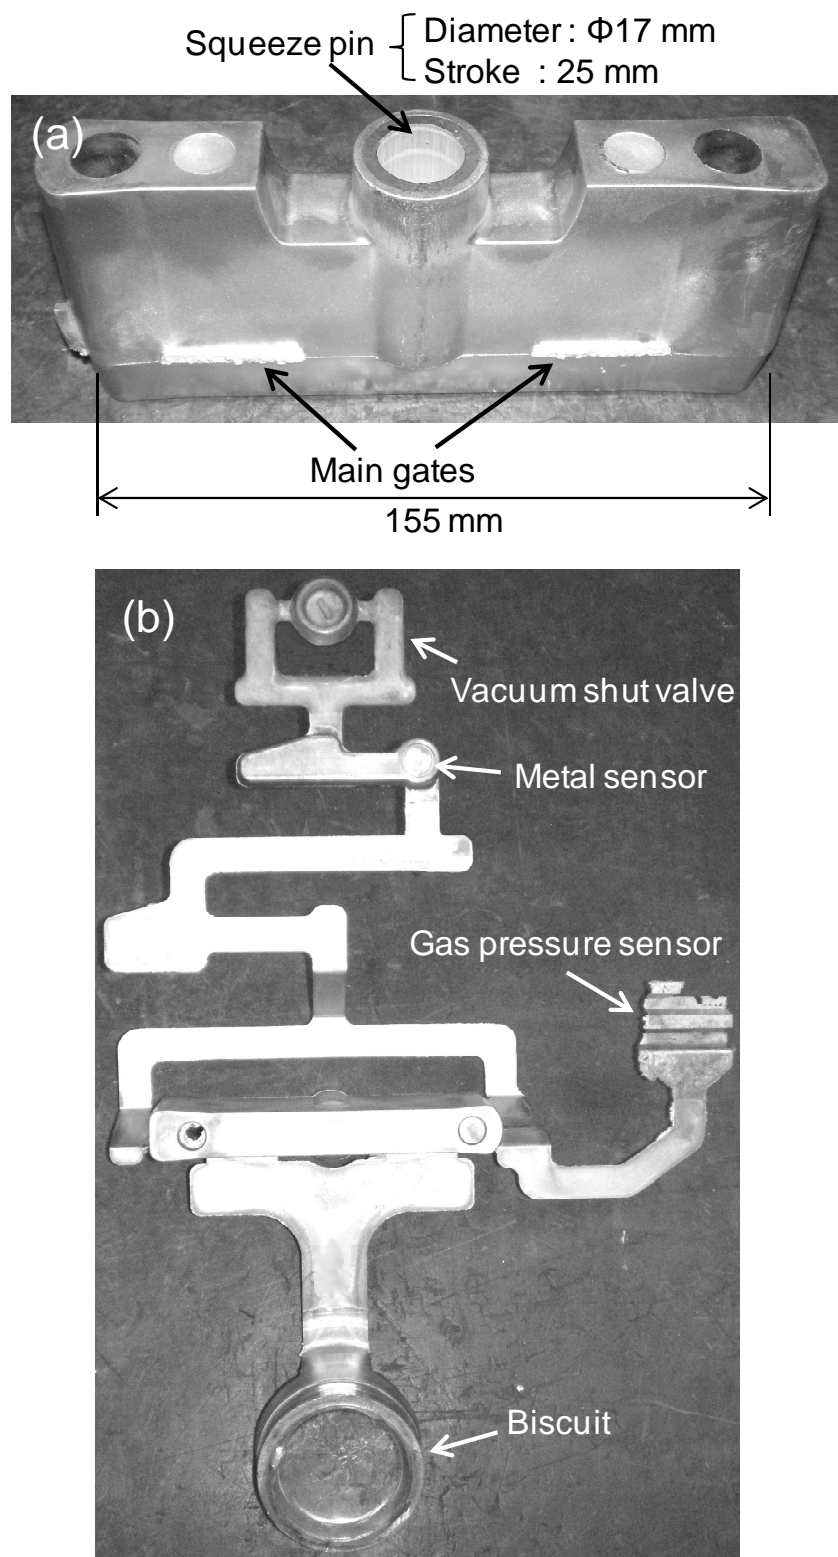 Squeeze pin
Diameter : Φ17 mm
Stroke : 25 mm
(a)
Main gates
155 mm
(b)
Vacuum shut valve
Metal sensor
Gas pressure sensor
Biscuit